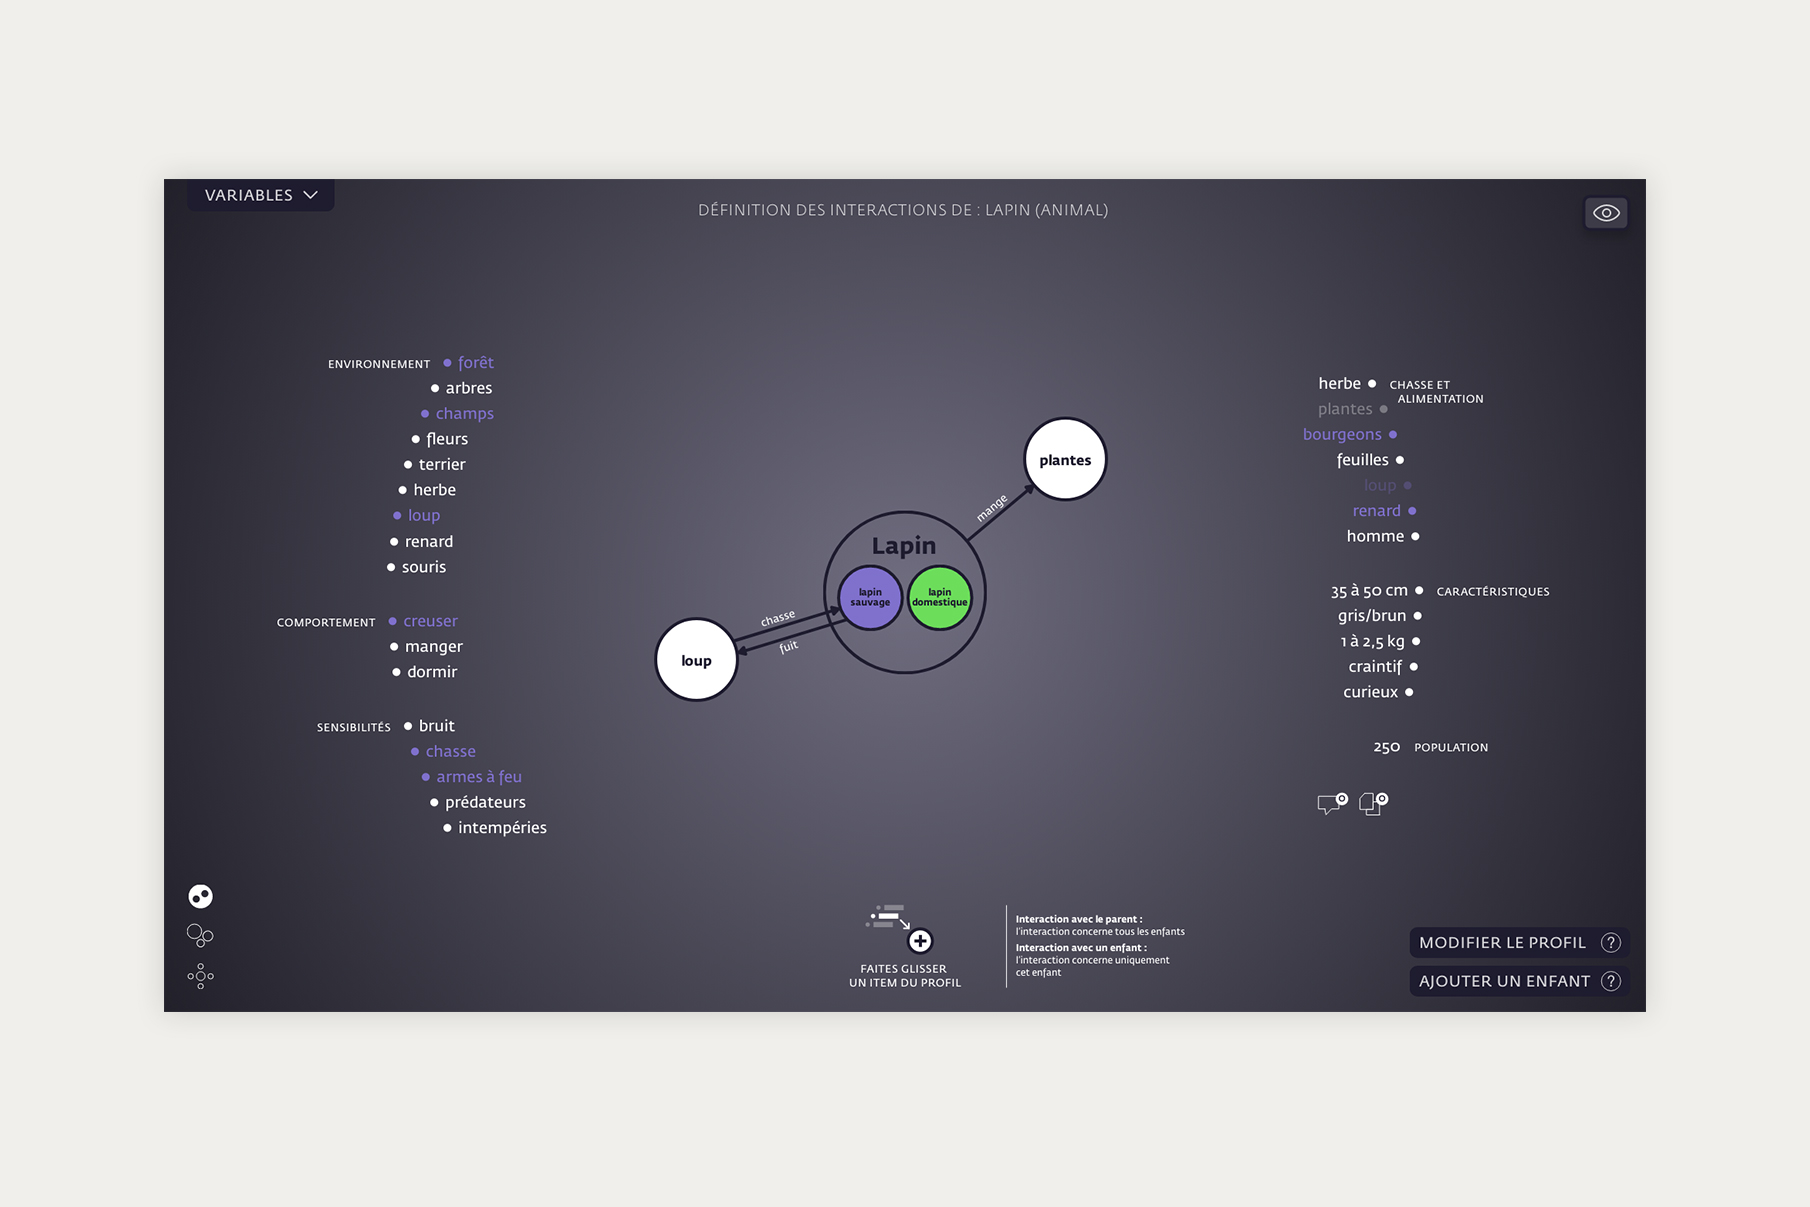 VARIABLES
DÉFINITION DES INTERACTIONS DE : LAPIN (ANIMAL)
ENVIRONNEMENT
forêt
arbres
champs
fleurs
terrier
herbe
loup
renard
souris
COMPORTEMENT
creuser
manger
dormir
SENSIBILITÉS
bruit
chasse
armes à feu
prédateurs
intempéries
plantes
mange
Lapin
lapin
sauvage
lapin
domestique
chasse
fuit
loup
herbe
CHASSE ET
ALIMENTATION
plantes
bourgeons
feuilles
loup
renard
homme
35 à 50 cm
CARACTÉRISTIQUES
gris/brun
1 à 2,5 kg
craintif
curieux
250 POPULATION
0
0
FAITES GLISSER
UN ITEM DU PROFIL
Interaction avec le parent :
l'interaction concerne tous les enfants
Interaction avec un enfant :
l'interaction concerne uniquement
cet enfant
MODIFIER LE PROFIL ?
AJOUTER UN ENFANT ?